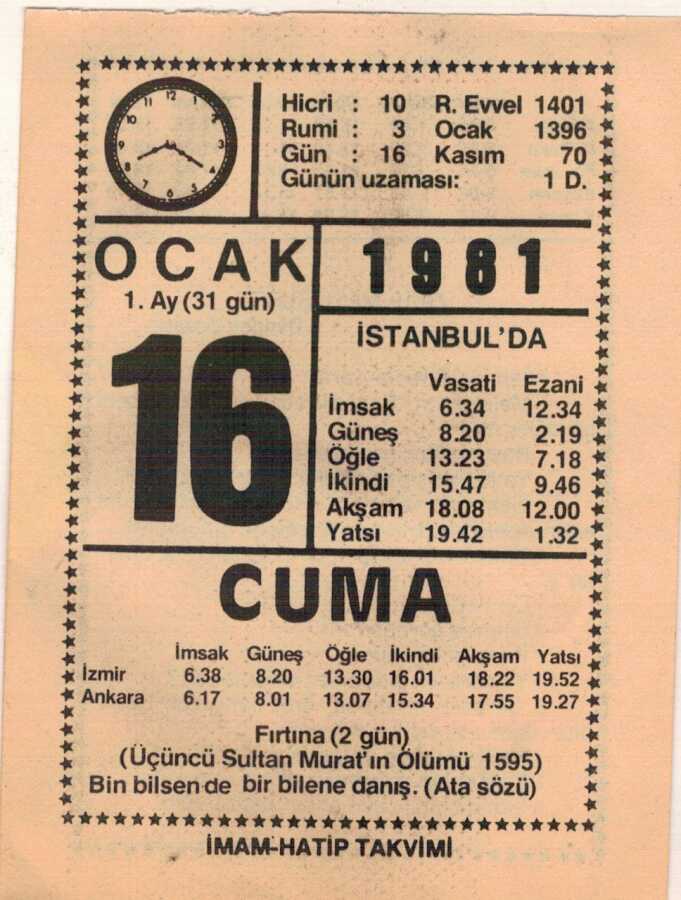 Hicri : 10 R. Evvel 1401
Rumi : 3 Ocak 1396
Gün : 16 Kasım 70
Günün uzaması: 1 D.
OCAK
1. Ay (31 gün)
16
1981
İSTANBUL'DA
Vasati Ezani
İmsak 6.34 12.34
Güneş 8.20 2.19
Öğle 13.23 7.18
İkindi 15.47 9.46
Akşam 18.08 12.00
Yatsı 19.42 1.32
CUMA
İmsak Güneş Öğle İkindi Akşam Yatsı
İzmir 6.38 8.20 13.30 16.01 18.22 19.52
Ankara 6.17 8.01 13.07 15.34 17.55 19.27
Fırtına (2 gün)
(Üçüncü Sultan Murat'ın Ölümü 1595)
Bin bilsen de bir bilene danış. (Ata sözü)
İMAM-HATİP TAKVİMİ